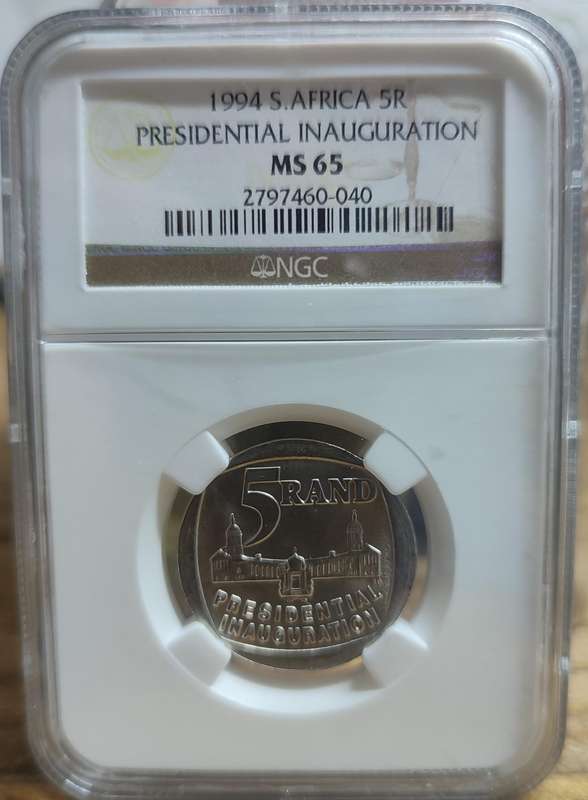 1994 S.AFRICA 5R
PRESIDENTIAL INAUGURATION
MS 65
2797460-040
NGC
5 RAND
PRESIDENTIAL
INAUGURATION